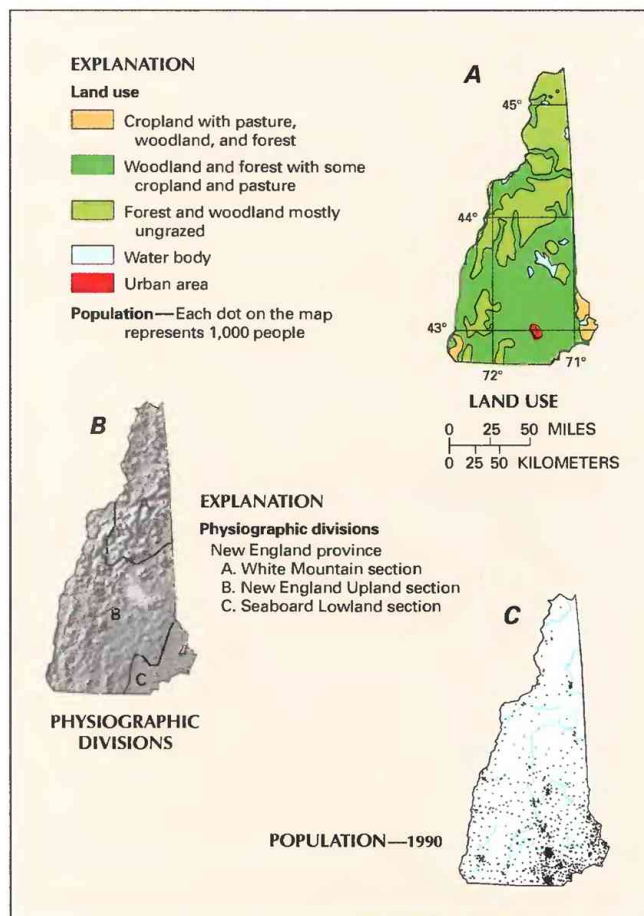 EXPLANATION
Land use
Cropland with pasture,
woodland, and forest
Woodland and forest with some
cropland and pasture
Forest and woodland mostly
ungrazed
Water body
Urban area
Population—Each dot on the map
represents 1,000 people
A
45°
44°
43°
72°
71°
LAND USE
0 25 50 MILES
0 25 50 KILOMETERS
B
B
C
PHYSIOGRAPHIC
DIVISIONS
EXPLANATION
Physiographic divisions
New England province
A. White Mountain section
B. New England Upland section
C. Seaboard Lowland section
C
POPULATION—1990